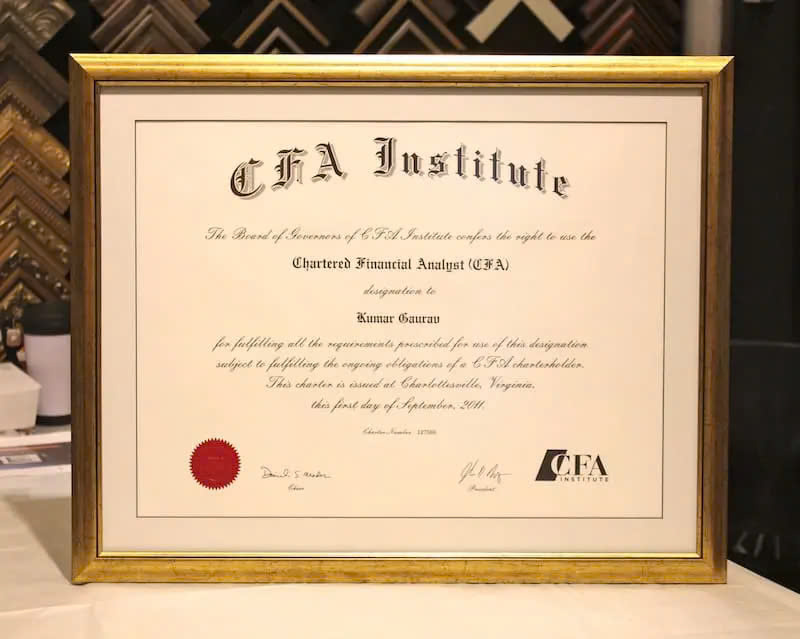 CFA Institute
The Board of Governors of CFA Institute confers the right to use the
Chartered Financial Analyst (CFA)
designation to
Kumar Gaurav
for fulfilling all the requirements prescribed for use of this designation
subject to fulfilling the ongoing obligations of a CFA charterholder.
This charter is issued at Charlottesville, Virginia,
this first day of September, 2011.
Charter Number
Chair
President
CFA
INSTITUTE